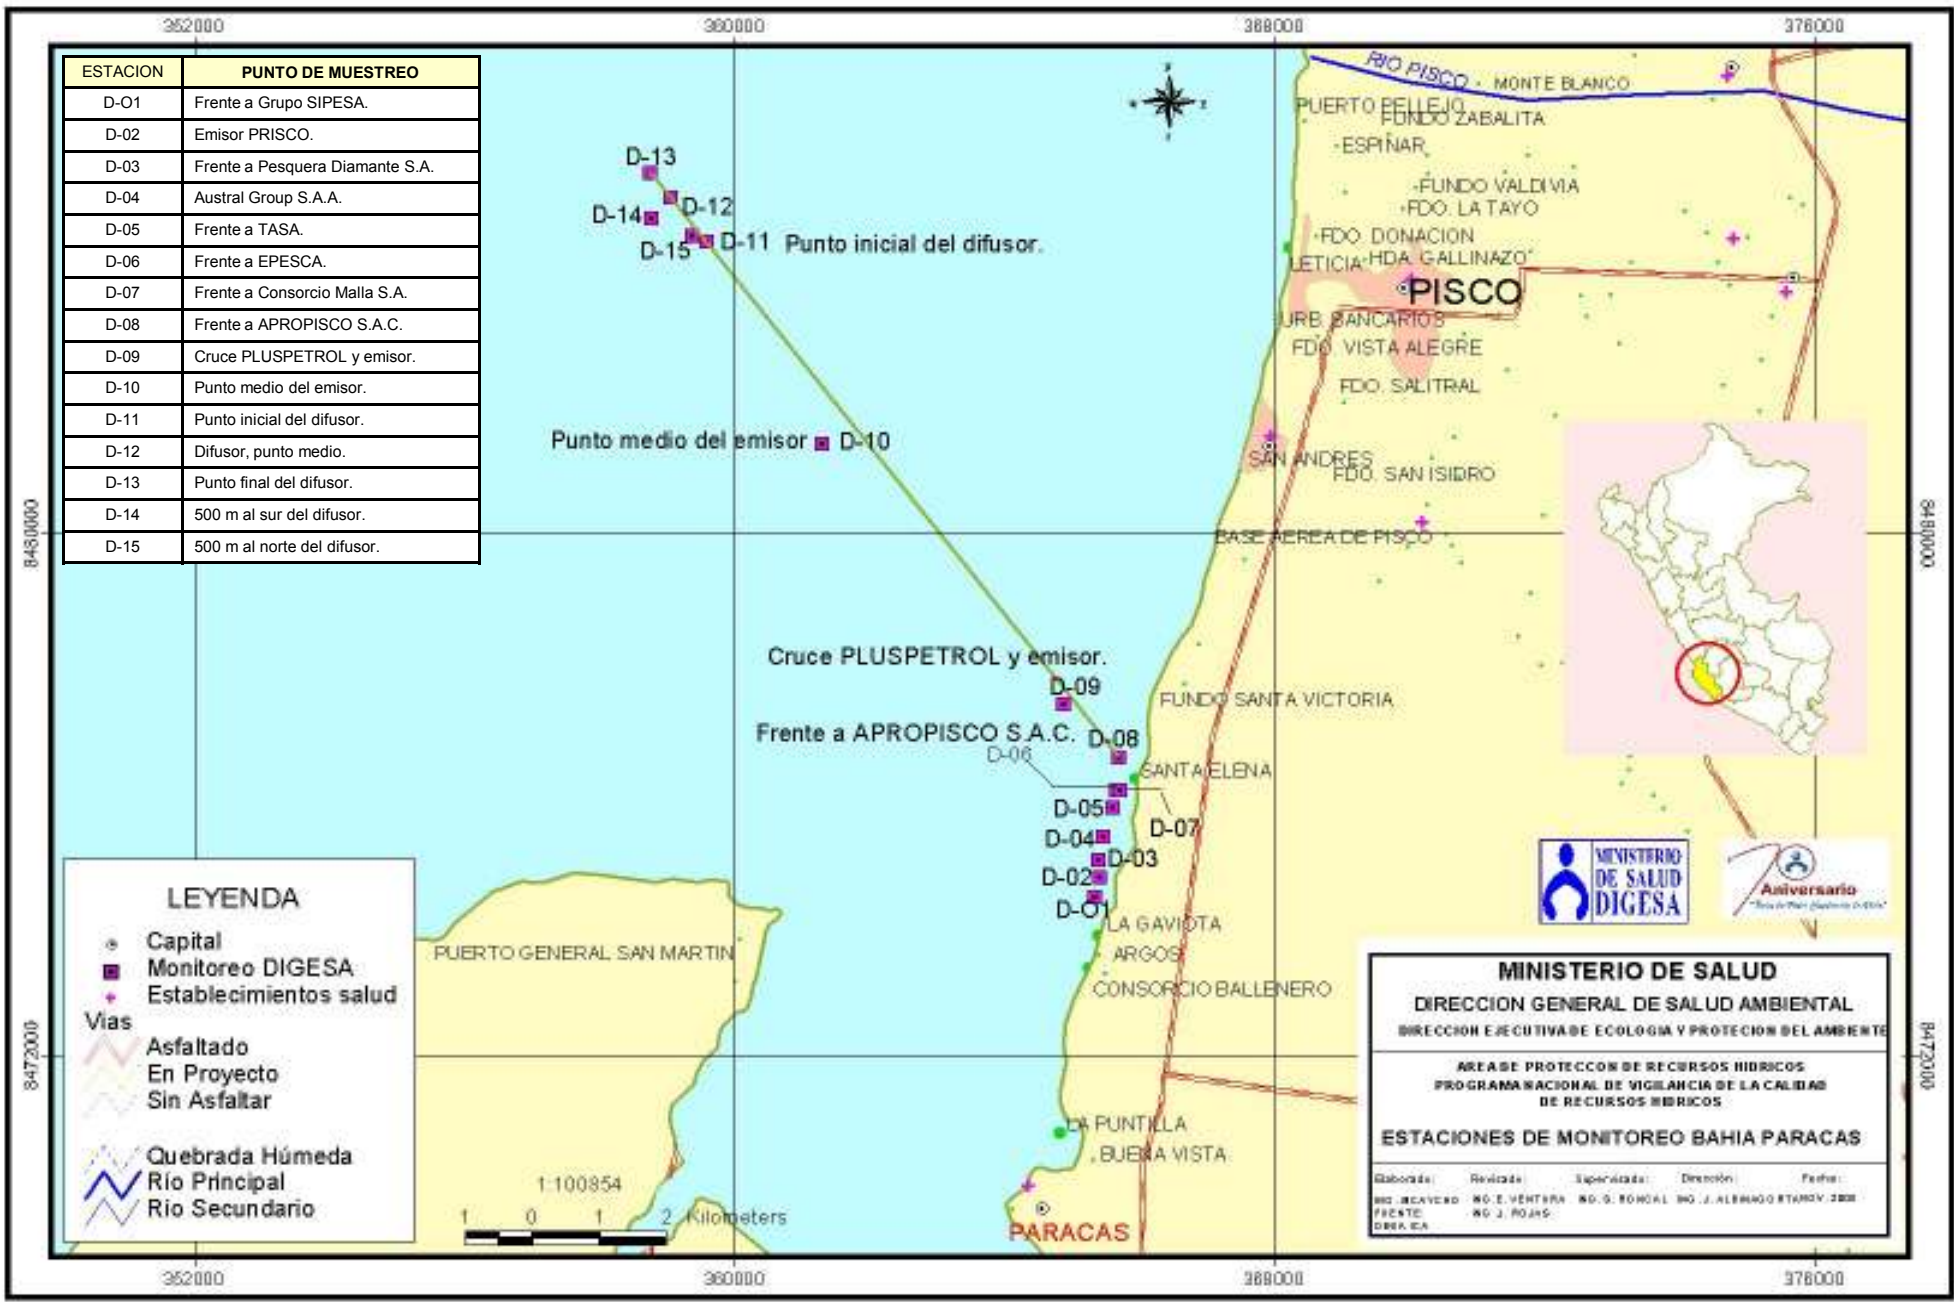 352000 360000 368000 376000
ESTACION PUNTO DE MUESTREO
D-O1 Frente a Grupo SIPESA.
D-02 Emisor PRISCO.
D-03 Frente a Pesquera Diamante S.A.
D-04 Austral Group S.A.A.
D-05 Frente a TASA.
D-06 Frente a EPESCA.
D-07 Frente a Consorcio Malla S.A.
D-08 Frente a APROPISCO S.A.C.
D-09 Cruce PLUSPETROL y emisor.
D-10 Punto medio del emisor.
D-11 Punto inicial del difusor.
D-12 Difusor, punto medio.
D-13 Punto final del difusor.
D-14 500 m al sur del difusor.
D-15 500 m al norte del difusor.
RIO PISCO
MONTE BLANCO
PUERTO PELLEJO
FUNDO ZABALITA
ESPINAR
FUNDO VALDIVIA
FDO. LA TAYO
FDO. DONACION
HDA. GALLINAZO
LETICIA
PISCO
URB. BANCARIOS
FDO. VISTA ALEGRE
FDO. SALITRAL
SAN ANDRES
FDO. SAN ISIDRO
BASE AEREA DE PISCO
D-13
D-12
D-14
D-15
D-11 Punto inicial del difusor.
Punto medio del emisor D-10
8480000
8480000
Cruce PLUSPETROL y emisor.
D-09
FUNDO SANTA VICTORIA
Frente a APROPISCO S.A.C. D-08
D-06
SANTA ELENA
D-05
D-07
D-04
D-03
D-02
D-O1
LA GAVIOTA
ARGOS
CONSORCIO BALLENERO
PUERTO GENERAL SAN MARTIN
LA PUNTILLA
BUENA VISTA
PARACAS
8472000
8472000
LEYENDA
Capital
Monitoreo DIGESA
Establecimientos salud
Vias
Asfaltado
En Proyecto
Sin Asfaltar
Quebrada Húmeda
Río Principal
Río Secundario
1:100854
1 0 1 2 Kilometers
MINISTERIO
DE SALUD
DIGESA
Aniversario
MINISTERIO DE SALUD
DIRECCION GENERAL DE SALUD AMBIENTAL
DIRECCION EJECUTIVA DE ECOLOGIA Y PROTECION DEL AMBIENTE
AREA DE PROTECCON DE RECURSOS HIDRICOS
PROGRAMA NACIONAL DE VIGILANCIA DE LA CALIDAD
DE RECURSOS HIDRICOS
ESTACIONES DE MONITOREO BAHIA PARACAS
Elaborado: Revisado: Supervisado: Dirección: Fecha:
ING. E. VENTURA
FUENTE ING J. ROJAS
352000 360000 368000 376000